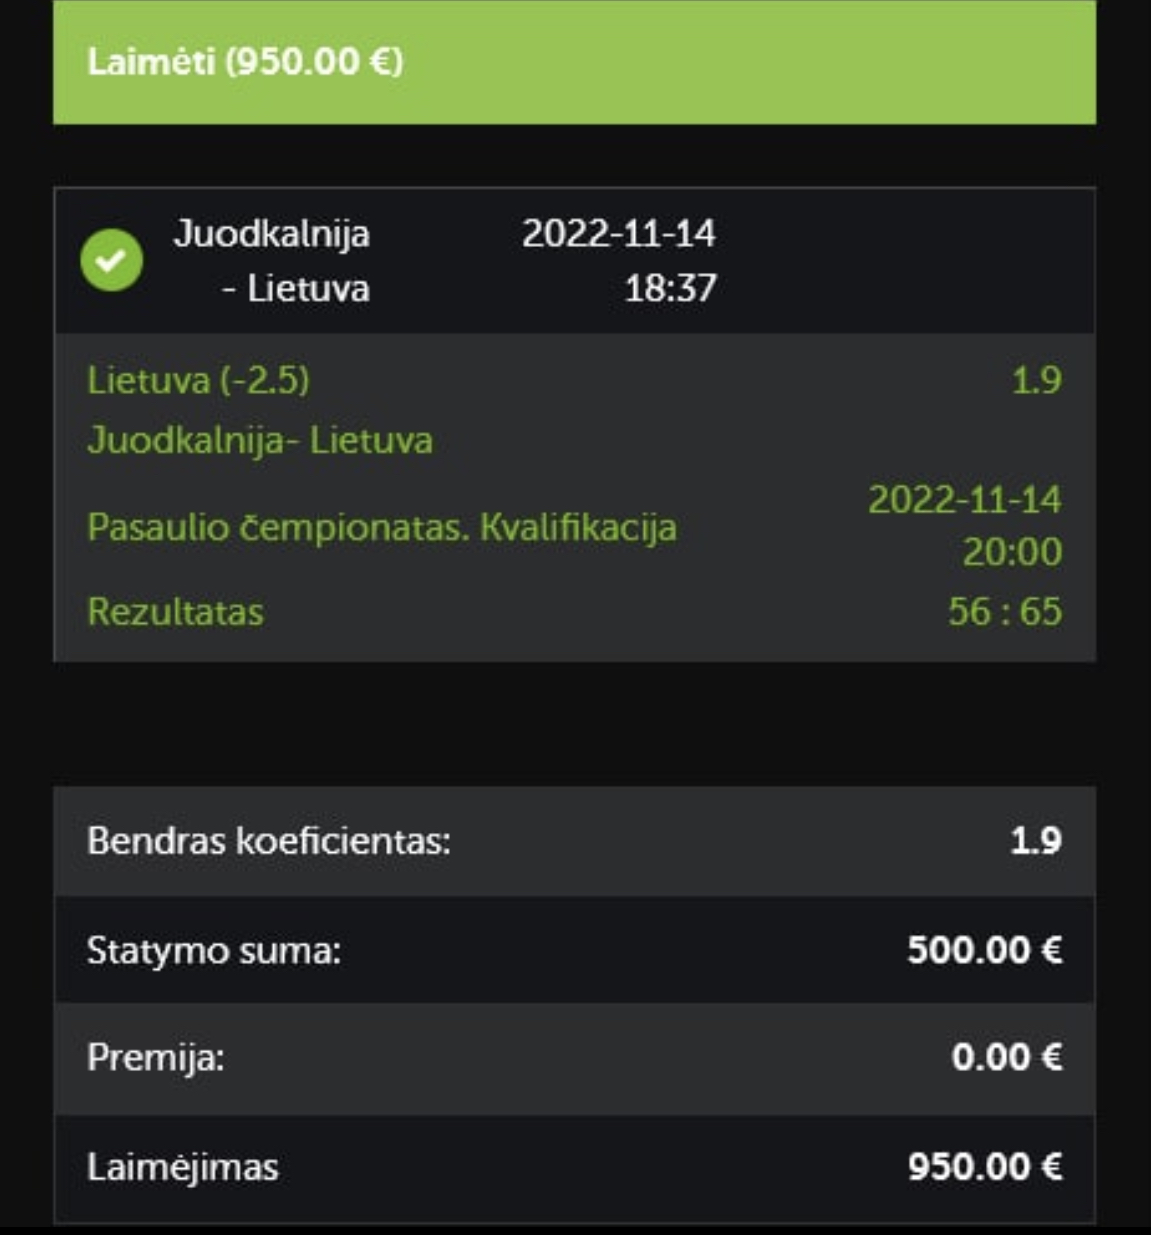 Laimėti (950.00 €)
Juodkalnija 2022-11-14
- Lietuva 18:37
Lietuva (-2.5) 1.9
Juodkalnija- Lietuva
Pasaulio čempionatas. Kvalifikacija 2022-11-14
20:00
Rezultatas 56 : 65
Bendras koeficientas: 1.9
Statymo suma: 500.00 €
Premija: 0.00 €
Laimėjimas 950.00 €